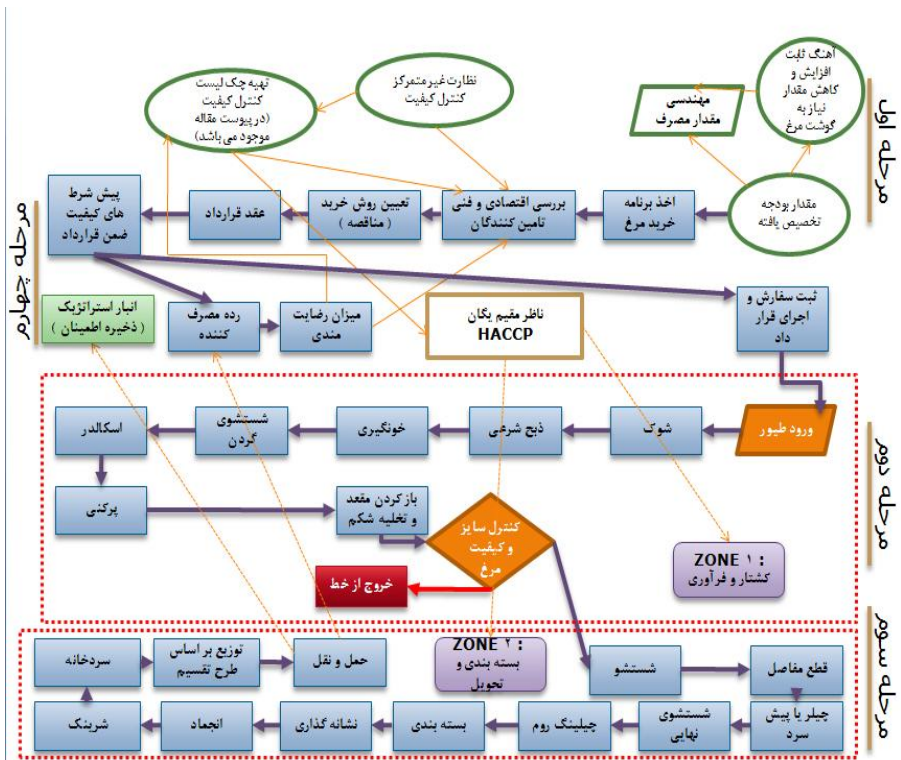 مرحله اول
آهنگ ثابت
افزایش و
کاهش مقدار
نیاز به
گوشت مرغ
مهندسی
مقدار مصرف
نظارت غیر متمرکز
کنترل کیفیت
تهیه چک لیست
کنترل کیفیت
(در پیوست مقاله
موجود می باشد)
مقدار بودجه
تخصیص یافته
اخذ برنامه
خرید مرغ
بررسی اقتصادی و فنی
تامین کنندگان
تعیین روش خرید
( مناقصه )
عقد قرارداد
پیش شرط
های کیفیت
ضمن قرارداد
مرحله چهارم
ثبت سفارش و
اجرای قرار
داد
ناظر مقیم یگان
HACCP
میزان رضایت
مندی
رده مصرف
کننده
انبار استراتژیک
( ذخیره اطمینان )
مرحله دوم
ورود طیور
شوک
ذبح شرعی
خونگیری
شستشوی
گردن
اسکالدر
پرکنی
باز کردن مقعد
و تخلیه شکم
کنترل سایز
و کیفیت
مرغ
خروج از خط
ZONE ۱ :
کشتار و فرآوری
مرحله سوم
ZONE ۲ :
بسته بندی و
تحویل
شستشو
قطع مفاصل
چیلر یا پیش
سرد
شستشوی
نهایی
چیلینگ روم
بسته بندی
نشانه گذاری
انجماد
شرینک
سردخانه
توزیع بر اساس
طرح تقسیم
حمل و نقل